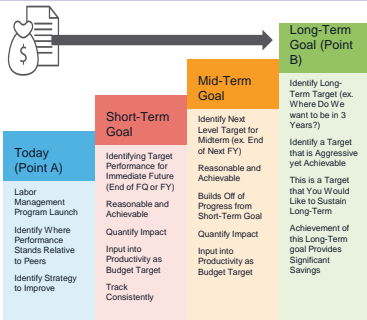 $
Today
(Point A)
Labor
Management
Program Launch
Identify Where
Performance
Stands Relative
to Peers
Identify Strategy
to Improve
Short-Term
Goal
Identifying Target
Performance for
Immediate Future
(End of FQ or FY)
Reasonable and
Achievable
Quantify Impact
Input into
Productivity as
Budget Target
Track
Consistently
Mid-Term
Goal
Identify Next
Level Target for
Midterm (ex. End
of Next FY)
Reasonable and
Achievable
Builds Off of
Progress from
Short-Term Goal
Quantify Impact
Input into
Productivity as
Budget Target
Long-Term
Goal (Point
B)
Identify Long-
Term Target (ex.
Where Do We
want to be in 3
Years?)
Identify a Target
that is Aggressive
yet Achievable
This is a Target
that You Would
Like to Sustain
Long-Term
Achievement of
this Long-Term
goal Provides
Significant
Savings